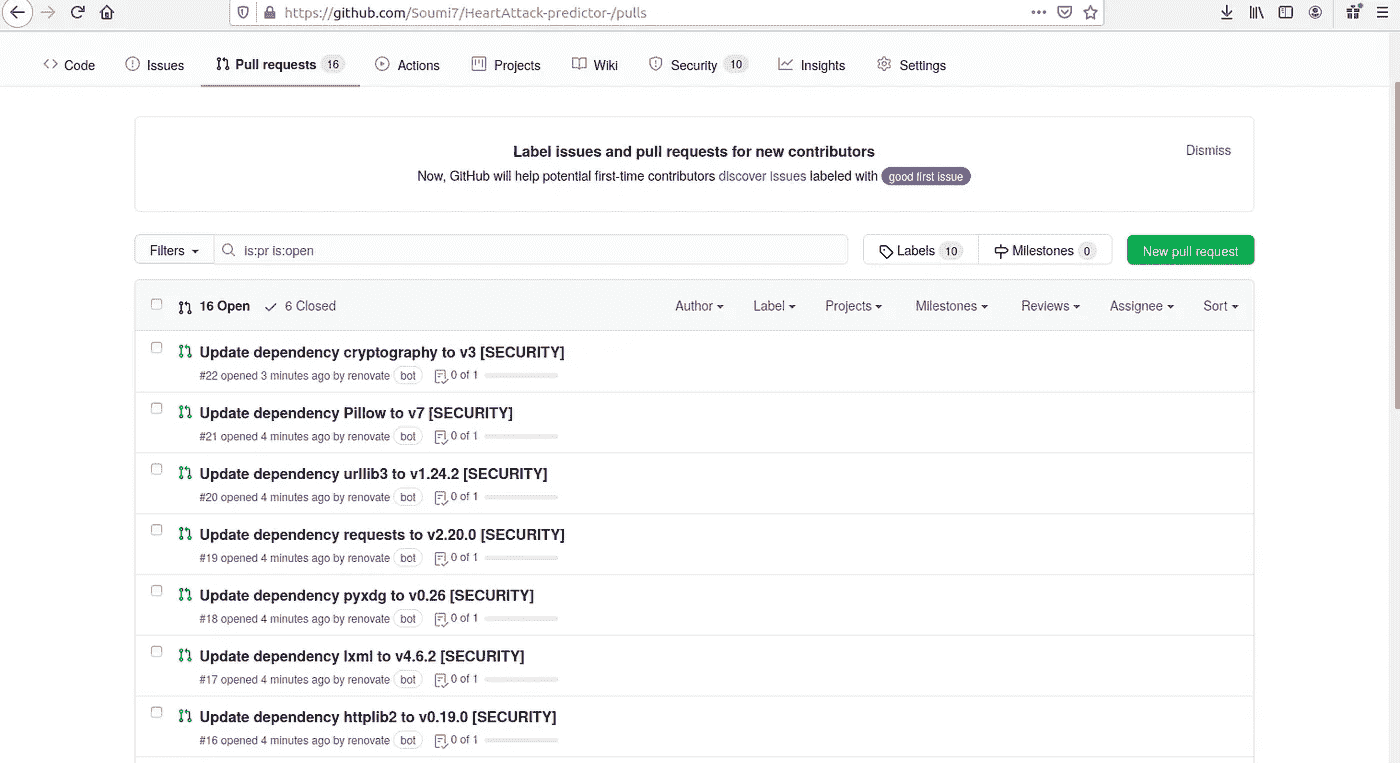 https://github.com/Soumi7/HeartAttack-predictor-/pulls
Code Issues Pull requests 16 Actions Projects Wiki Security 10 Insights Settings
Label issues and pull requests for new contributors
Dismiss
Now, GitHub will help potential first-time contributors discover issues labeled with good first issue
Filters is:pr is:open Labels 10 Milestones 0 New pull request
16 Open 6 Closed Author Label Projects Milestones Reviews Assignee Sort
Update dependency cryptography to v3 [SECURITY]
#22 opened 3 minutes ago by renovate bot 0 of 1
Update dependency Pillow to v7 [SECURITY]
#21 opened 4 minutes ago by renovate bot 0 of 1
Update dependency urllib3 to v1.24.2 [SECURITY]
#20 opened 4 minutes ago by renovate bot 0 of 1
Update dependency requests to v2.20.0 [SECURITY]
#19 opened 4 minutes ago by renovate bot 0 of 1
Update dependency pyxdg to v0.26 [SECURITY]
#18 opened 4 minutes ago by renovate bot 0 of 1
Update dependency lxml to v4.6.2 [SECURITY]
#17 opened 4 minutes ago by renovate bot 0 of 1
Update dependency httplib2 to v0.19.0 [SECURITY]
#16 opened 4 minutes ago by renovate bot 0 of 1